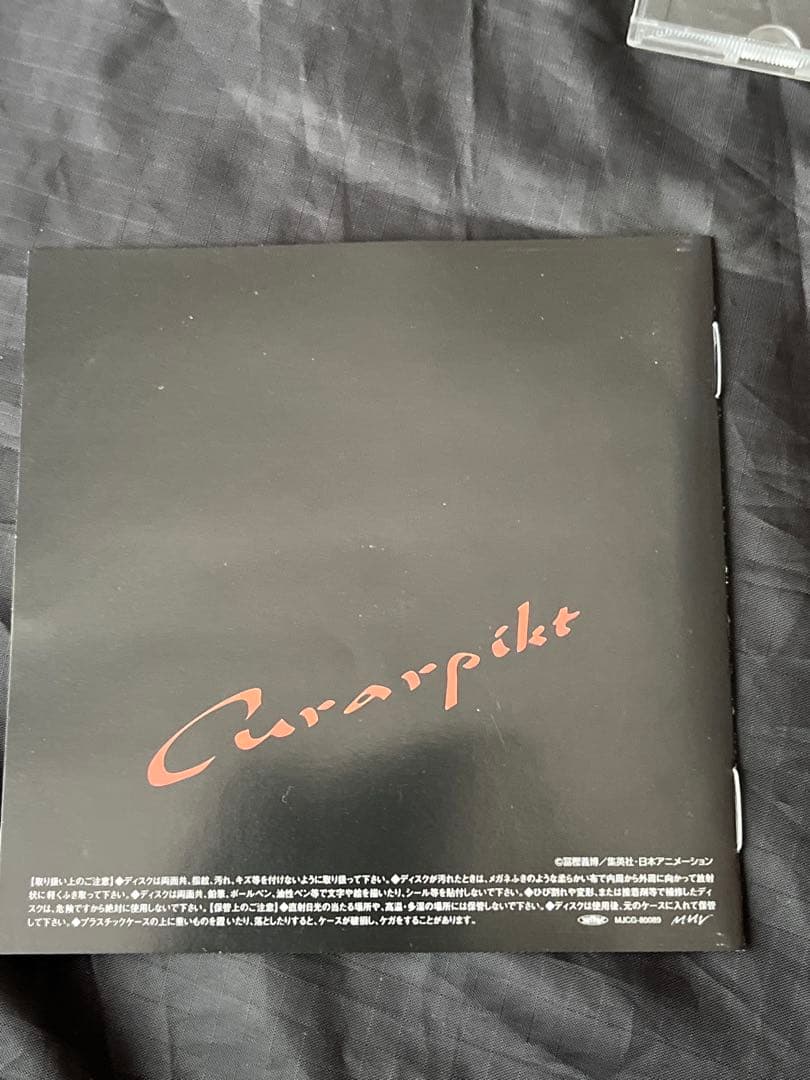 Curarpikt
©冨樫義博／集英社・日本アニメーション
【取り扱い上のご注意】◆ディスクは両面共、指紋、汚れ、キズ等を付けないように取り扱って下さい。◆ディスクが汚れたときは、メガネふきのような柔らかい布で内周から外周に向かって放射
状に軽くふき取って下さい。◆ディスクは両面共、鉛筆、ボールペン、油性ペン等で文字や絵を描いたり、シール等を貼付しないで下さい。◆ひび割れや変形、または接着剤等で補修したディ
スクは、危険ですから絶対に使用しないで下さい。【保管上のご注意】◆直射日光の当たる場所や、高温・多湿の場所には保管しないで下さい。◆ディスクは使用後、元のケースに入れて保管
して下さい。◆プラスチックケースの上に重いものを置いたり、落としたりすると、ケースが破損し、ケガをすることがあります。
MJCG-80089